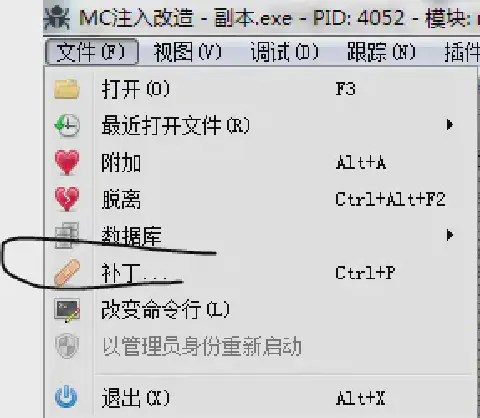 MC注入改造 - 副本.exe - PID: 4052 - 模块:
文件(F) 视图(V) 调试(D) 跟踪(N) 插件
打开(O) F3
最近打开文件(R)
附加 Alt+A
脱离 Ctrl+Alt+F2
数据库
补丁... Ctrl+P
改变命令行(L)
以管理员身份重新启动
退出(X) Alt+X